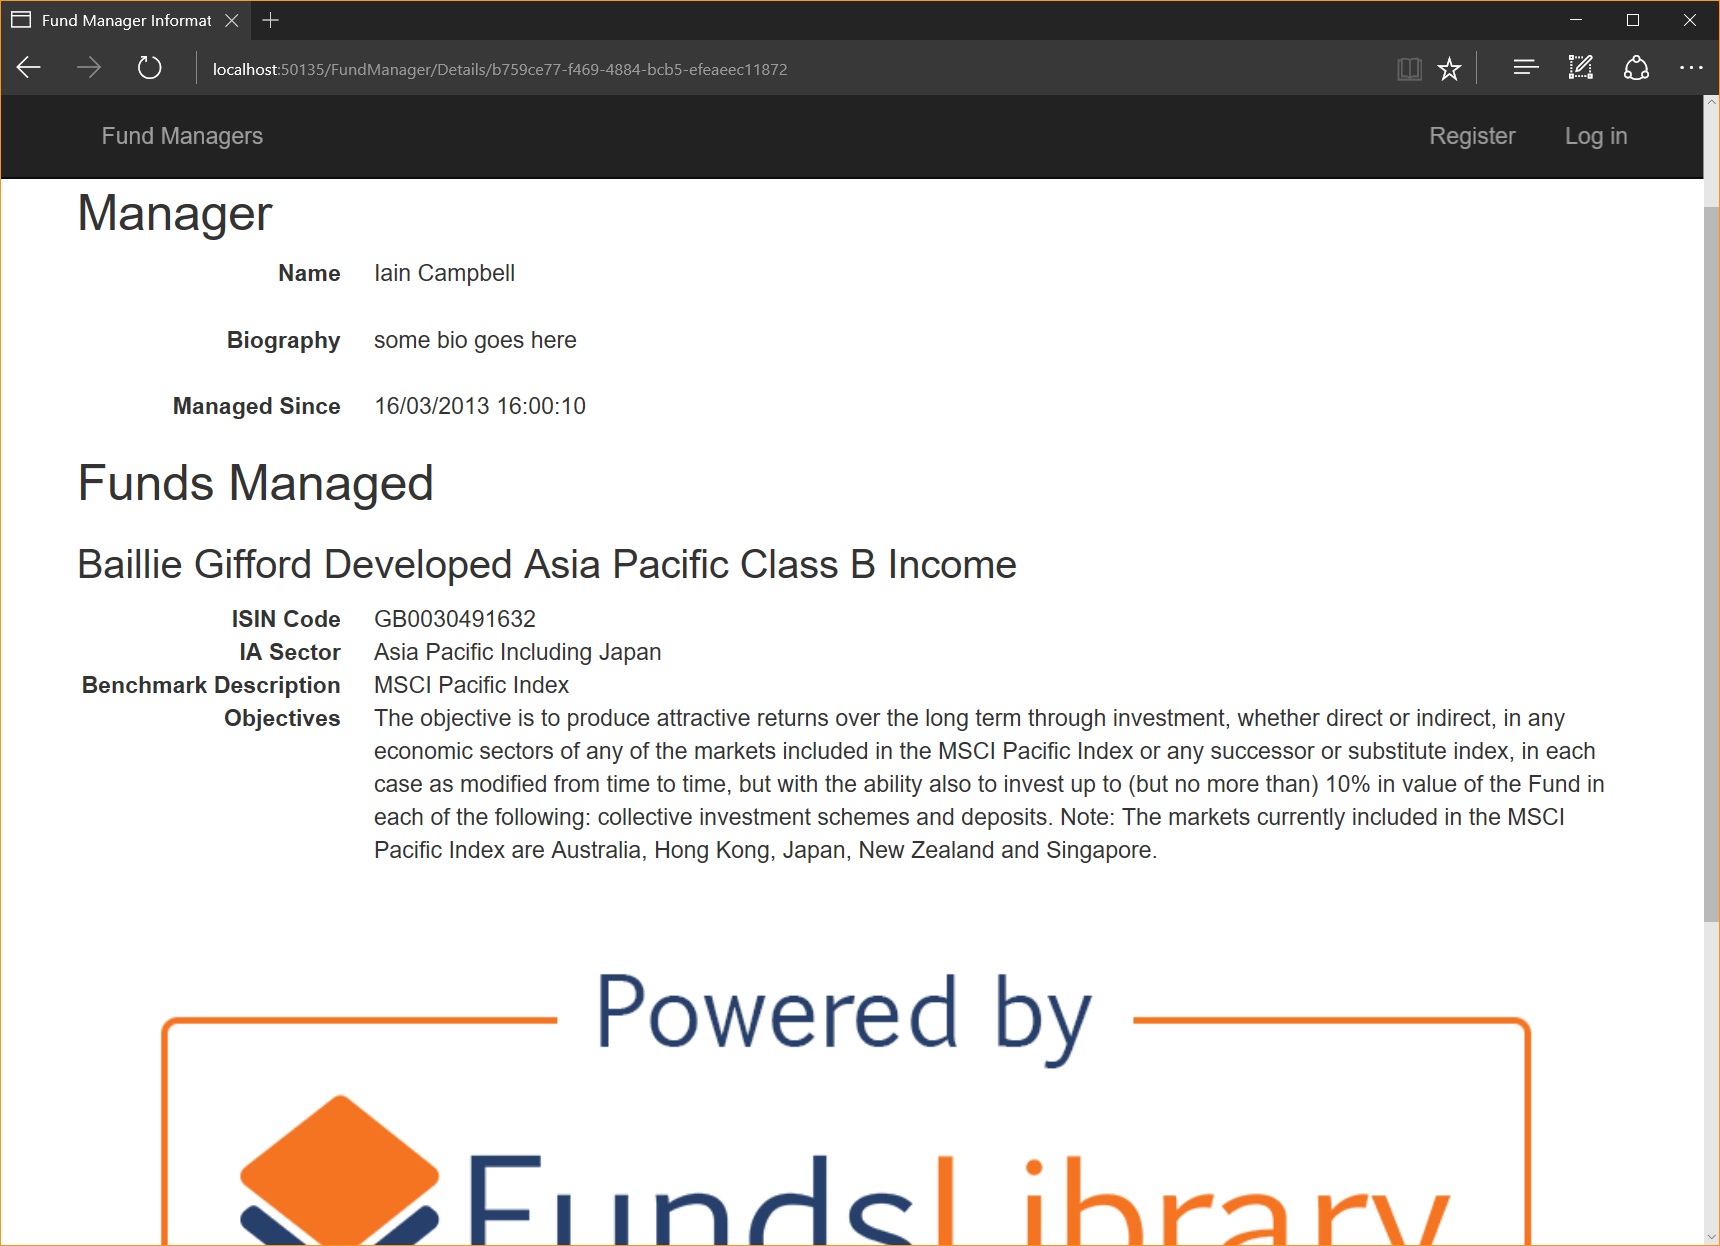 Fund Manager Informat
localhost:50135/FundManager/Details/b759ce77-f469-4884-bcb5-efeaeec11872
Fund Managers Register Log in
Manager
Name Iain Campbell
Biography some bio goes here
Managed Since 16/03/2013 16:00:10
Funds Managed
Baillie Gifford Developed Asia Pacific Class B Income
ISIN Code GB0030491632
IA Sector Asia Pacific Including Japan
Benchmark Description MSCI Pacific Index
Objectives The objective is to produce attractive returns over the long term through investment, whether direct or indirect, in any
economic sectors of any of the markets included in the MSCI Pacific Index or any successor or substitute index, in each
case as modified from time to time, but with the ability also to invest up to (but no more than) 10% in value of the Fund in
each of the following: collective investment schemes and deposits. Note: The markets currently included in the MSCI
Pacific Index are Australia, Hong Kong, Japan, New Zealand and Singapore.
Powered by
FundsLibrary